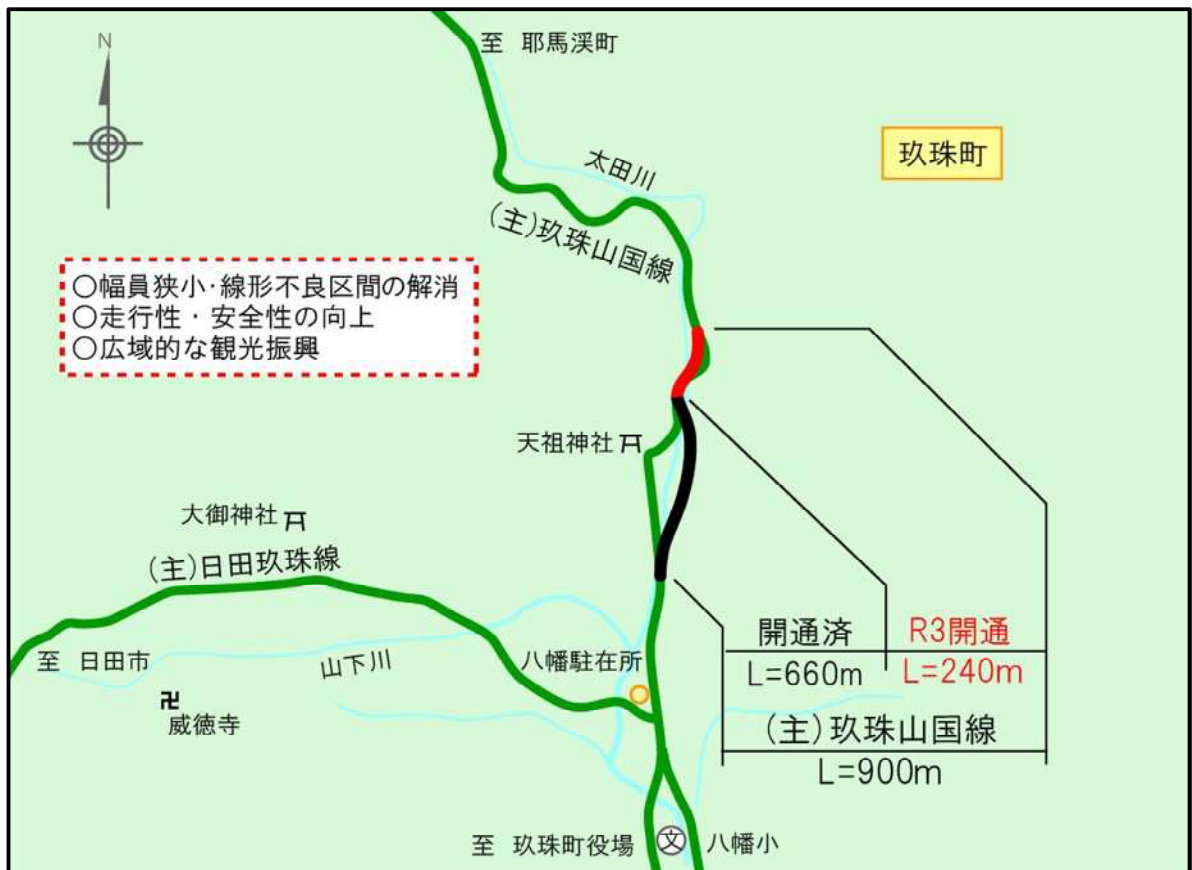 N
至 耶馬渓町
玖珠町
太田川
(主)玖珠山国線
○幅員狭小・線形不良区間の解消
○走行性・安全性の向上
○広域的な観光振興
天祖神社
大御神社
(主)日田玖珠線
開通済
R3開通
至 日田市
山下川
八幡駐在所
L=660m
L=240m
威徳寺
(主)玖珠山国線
L=900m
至 玖珠町役場
文
八幡小